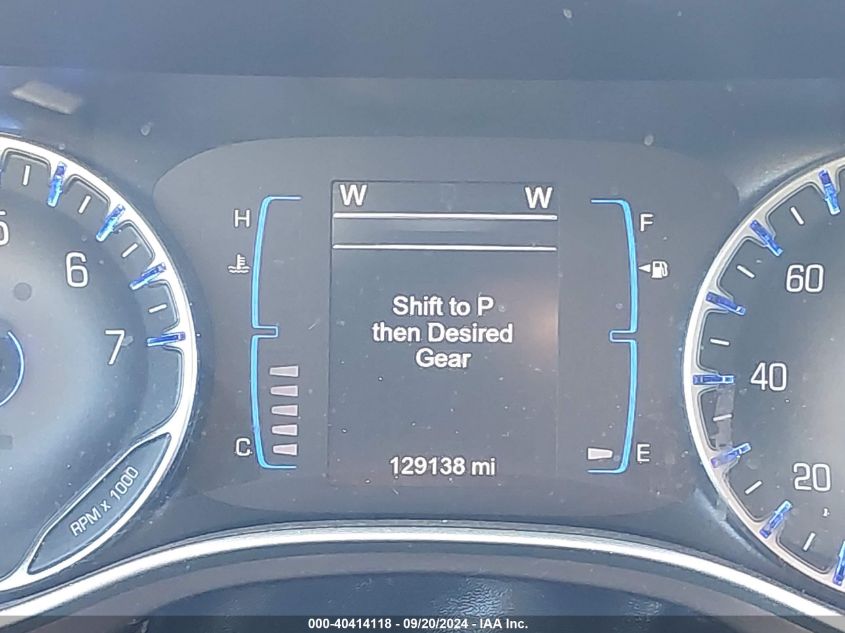 W W
H
F
5
6
7
60
40
20
Shift to P
then Desired
Gear
C
E
129138 mi
RPM x 1000
000-40414118 - 09/20/2024 - IAA Inc.